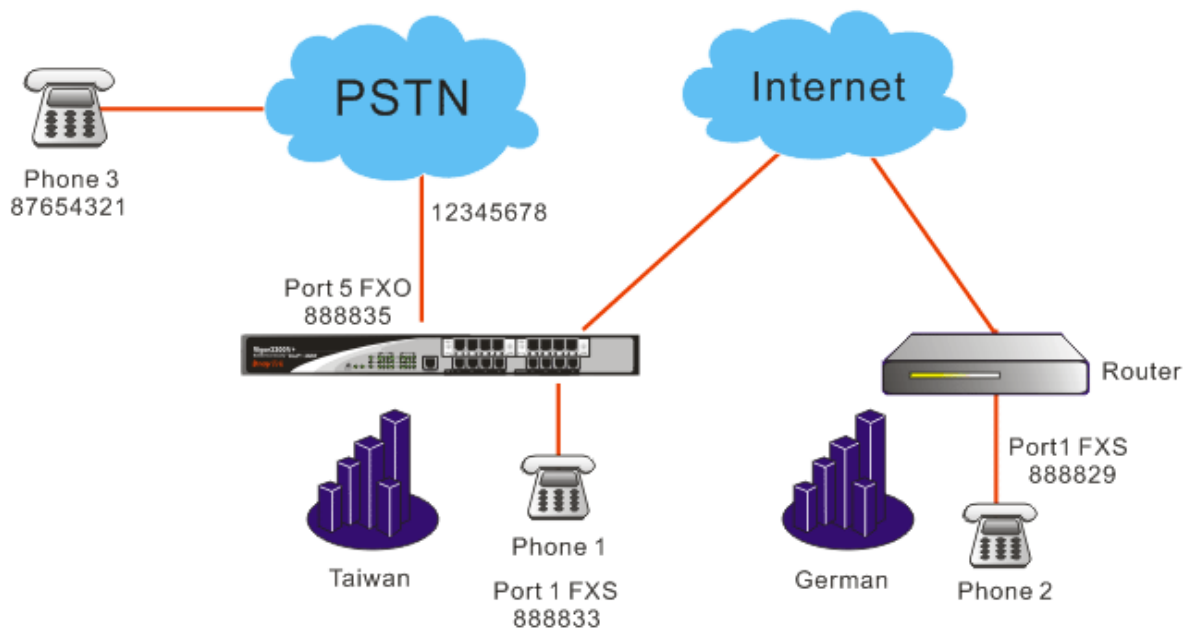 PSTN
Internet
Phone 3
87654321
12345678
Port 5 FXO
888835
Router
Port1 FXS
888829
Phone 1
Port 1 FXS
888833
Taiwan
German
Phone 2